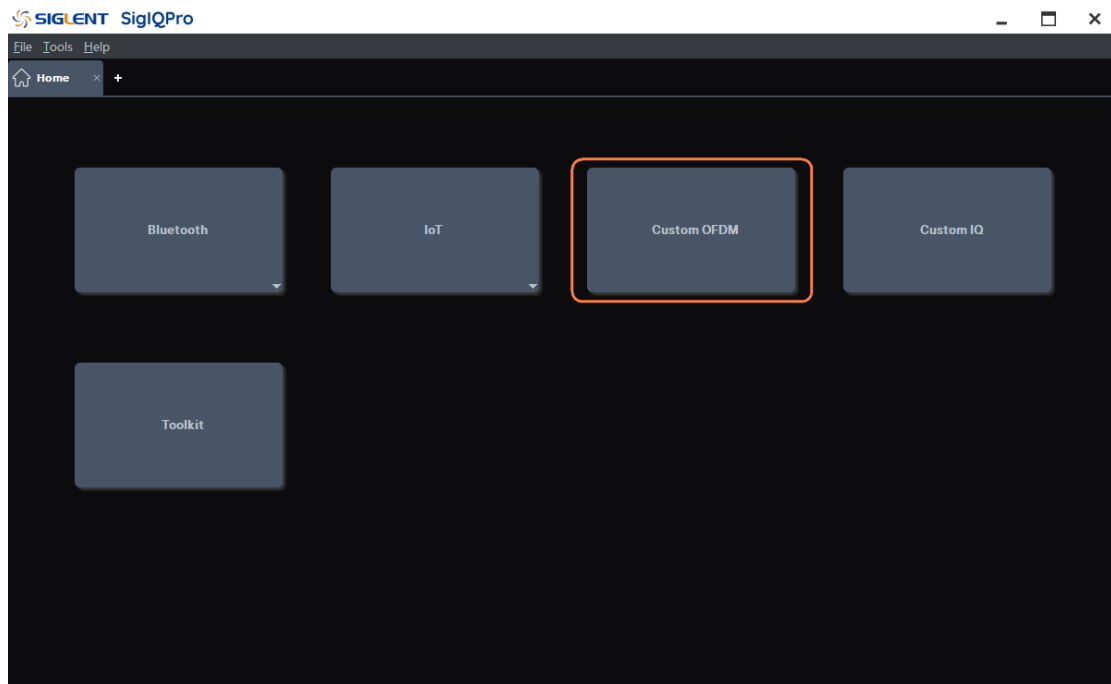 SIGLENT SigIQPro
File Tools Help
Home × +
Bluetooth IoT Custom OFDM Custom IQ
Toolkit